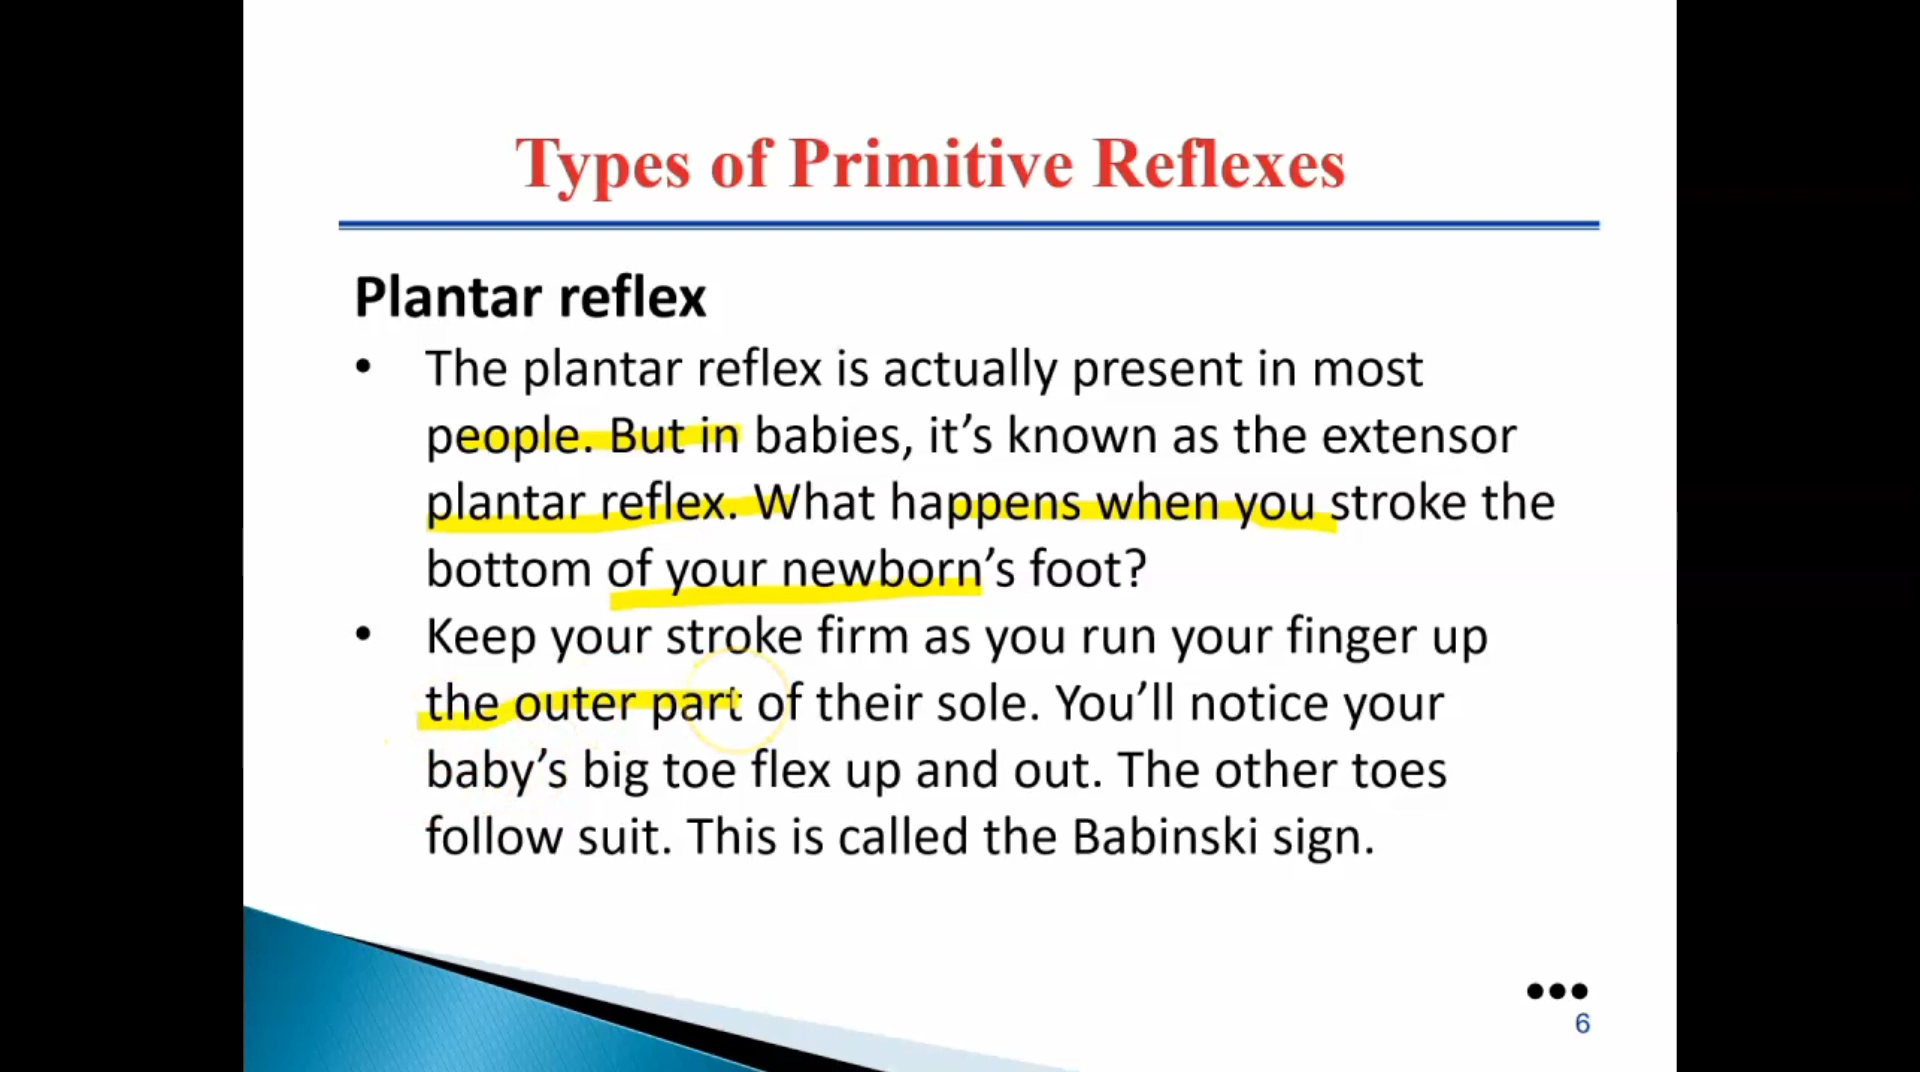 Types of Primitive Reflexes
Plantar reflex
• The plantar reflex is actually present in most
people. But in babies, it’s known as the extensor
plantar reflex. What happens when you stroke the
bottom of your newborn’s foot?
• Keep your stroke firm as you run your finger up
the outer part of their sole. You’ll notice your
baby’s big toe flex up and out. The other toes
follow suit. This is called the Babinski sign.
6